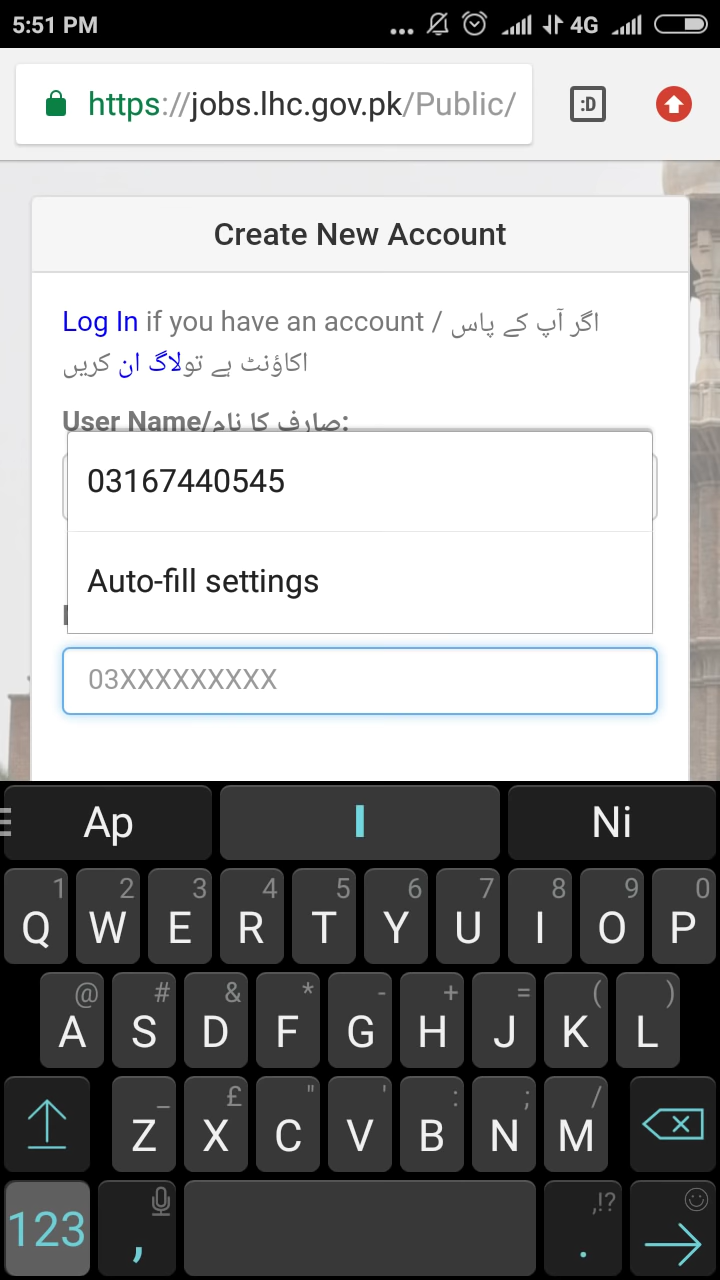 5:51 PM ... 4G
https://jobs.lhc.gov.pk/Public/ :D
Create New Account
Log In if you have an account / اگر آپ کے پاس
اکاؤنٹ ہے تولاگ ان کریں
User Name/صارف کا نام:
03167440545
Auto-fill settings
03XXXXXXXXX
Ap I Ni
1 2 3 4 5 6 7 8 9 0
Q W E R T Y U I O P
@ # & * - + = ( )
A S D F G H J K L
_ £ " ' : ; /
Z X C V B N M
,!?
123 , .